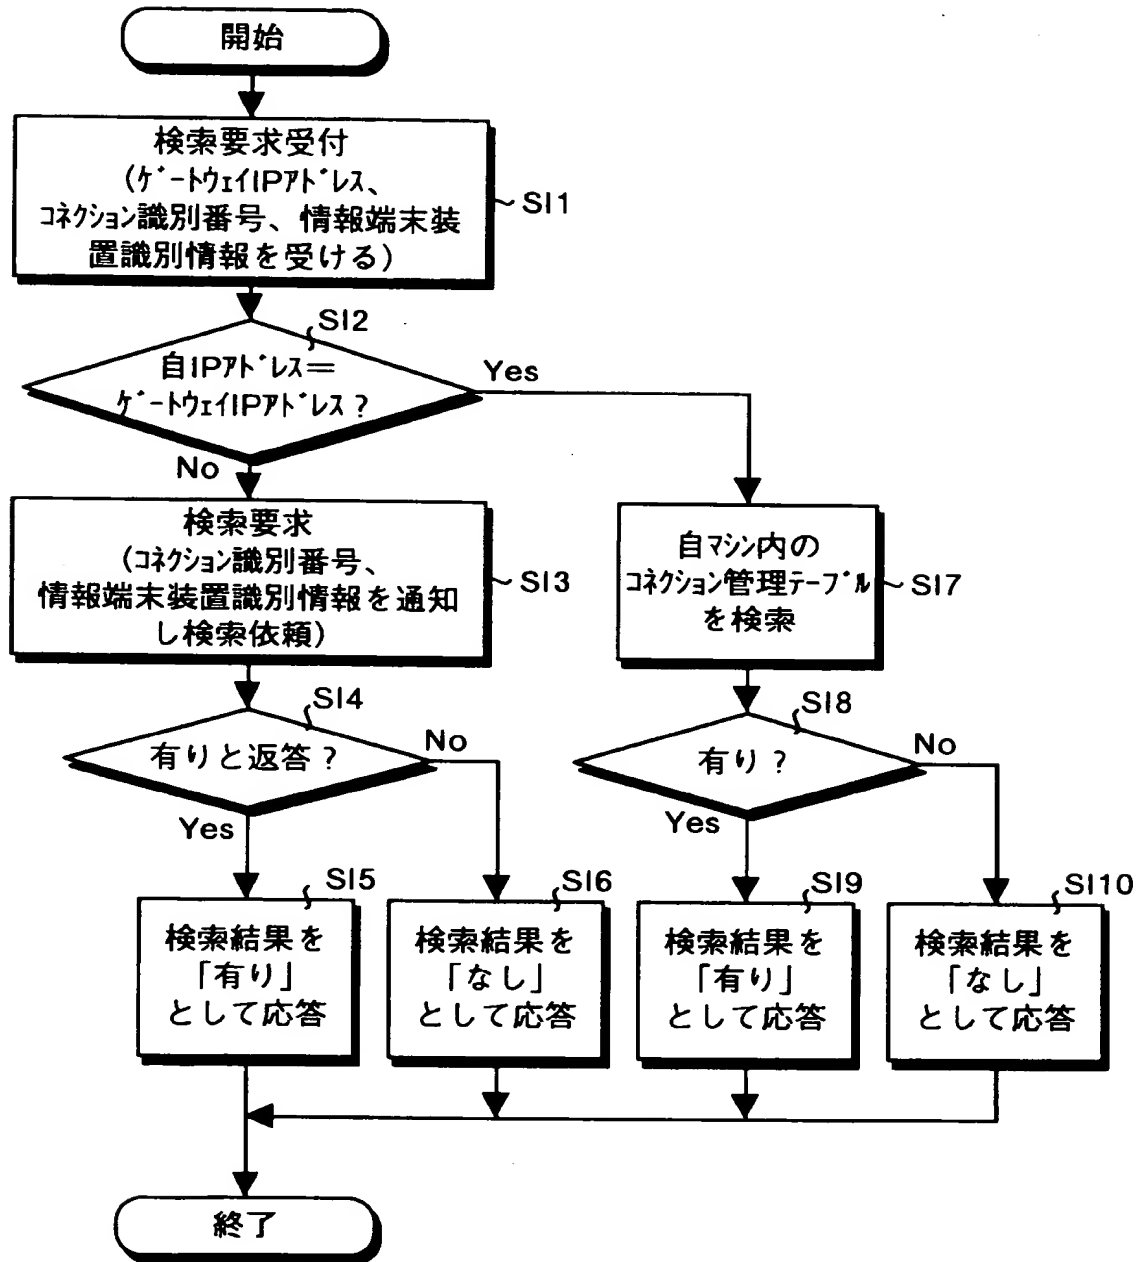 開始
検索要求受付
(ｹﾞｰﾄｳｪｲIPｱﾄﾞﾚｽ、
ｺﾈｸｼｮﾝ識別番号、情報端末装
置識別情報を受ける)
SI1
SI2
自IPｱﾄﾞﾚｽ＝
ｹﾞｰﾄｳｪｲIPｱﾄﾞﾚｽ？
Yes
No
検索要求
(ｺﾈｸｼｮﾝ識別番号、
情報端末装置識別情報を通知
し検索依頼)
SI3
自マシン内の
ｺﾈｸｼｮﾝ管理テーブル
を検索
SI7
SI4
有りと返答？
No
Yes
SI8
有り？
No
Yes
SI5
検索結果を
「有り」
として応答
SI6
検索結果を
「なし」
として応答
SI9
検索結果を
「有り」
として応答
SI10
検索結果を
「なし」
として応答
終了